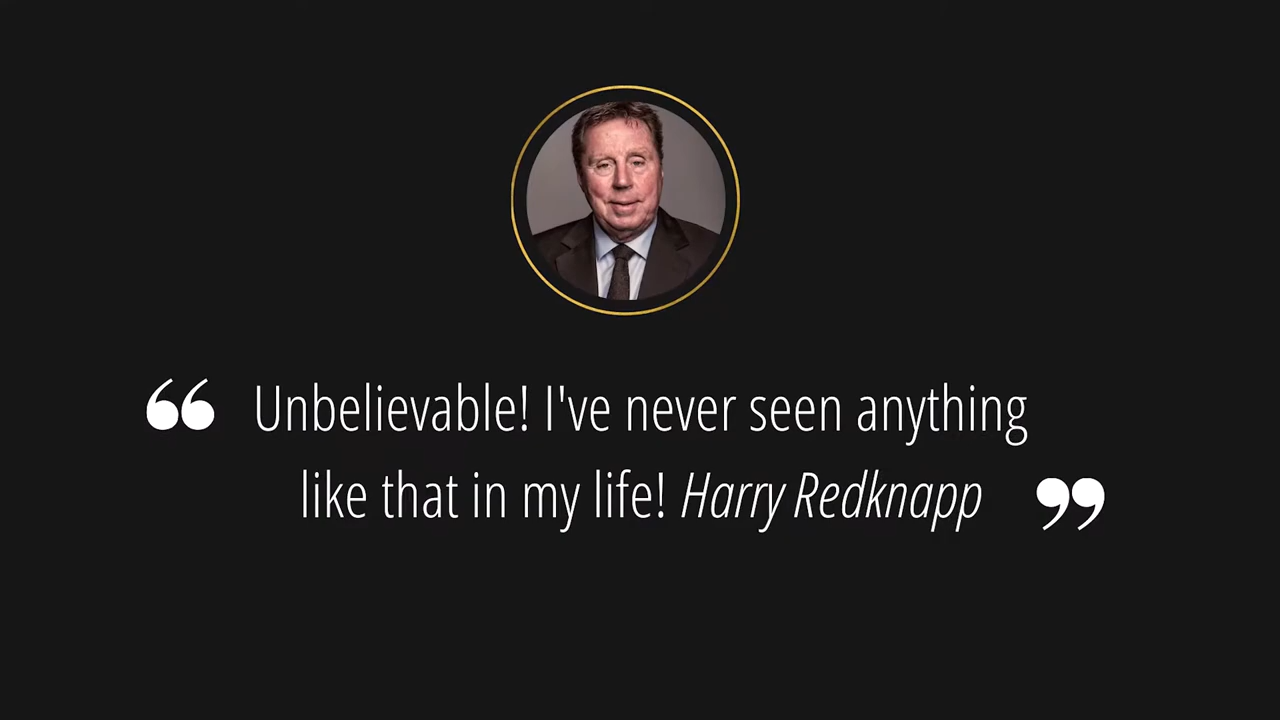 “ Unbelievable! I've never seen anything
like that in my life! Harry Redknapp ”